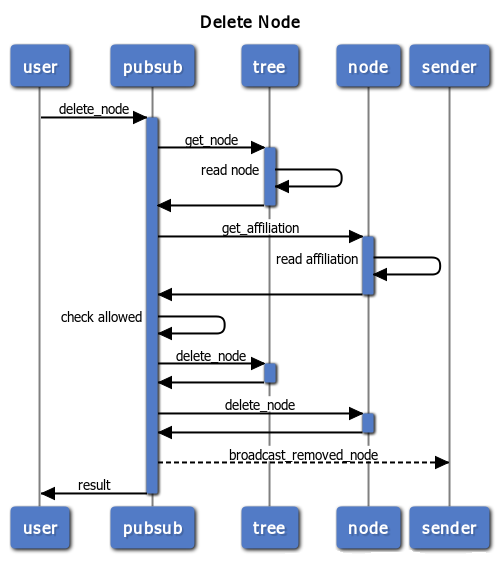 Delete Node
user pubsub tree node sender
delete_node
get_node
read node
get_affiliation
read affiliation
check allowed
delete_node
delete_node
broadcast_removed_node
result
user pubsub tree node sender